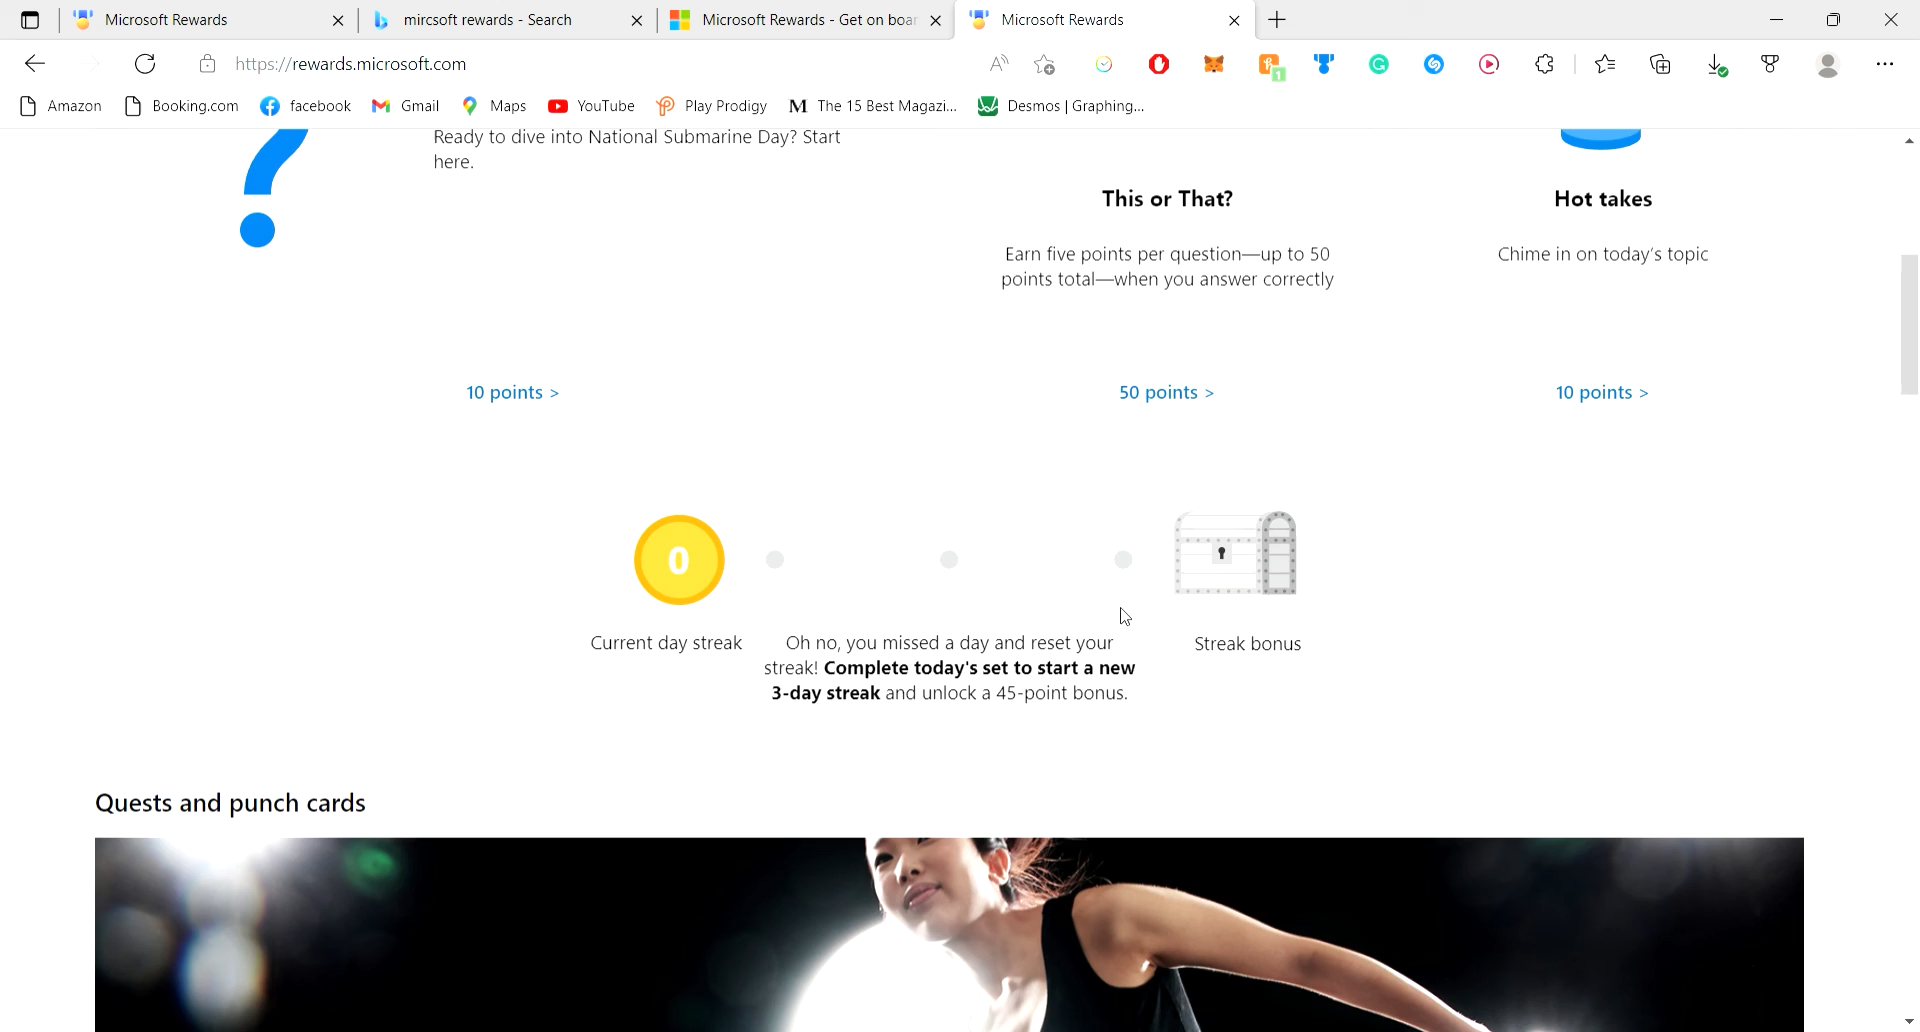 Microsoft Rewards
mircsoft rewards - Search
Microsoft Rewards - Get on boar
Microsoft Rewards
https://rewards.microsoft.com
1
Amazon
Booking.com
facebook
Gmail
Maps
YouTube
Play Prodigy
M The 15 Best Magazi...
Desmos | Graphing...
Ready to dive into National Submarine Day? Start
here.
This or That?
Earn five points per question—up to 50
points total—when you answer correctly
Hot takes
Chime in on today's topic
10 points >
50 points >
10 points >
0
Current day streak
Oh no, you missed a day and reset your
streak! Complete today's set to start a new
3-day streak and unlock a 45-point bonus.
Streak bonus
Quests and punch cards